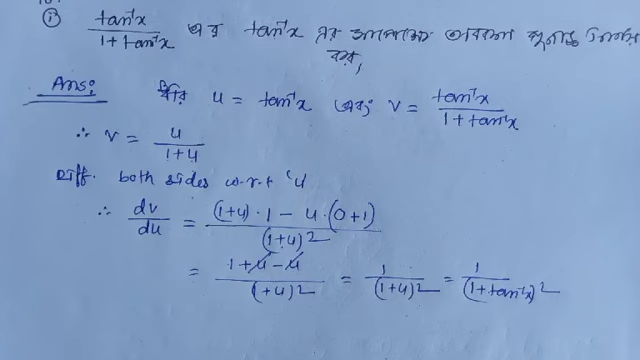 (i) tan⁻¹x / 1 + tan⁻¹x এর tan⁻¹x এর সাপেক্ষে অবকল
কর,
Ans:
ধরি u = tan⁻¹x এবং v = tan⁻¹x / 1 + tan⁻¹x
∴ v = u / 1+u
Diff. both sides w.r.t 'u
∴ dv/du = (1+u)·1 − u·(0+1) / (1+u)²
= 1+u−u / (1+u)² = 1 / (1+u)² = 1 / (1+tan⁻¹x)²